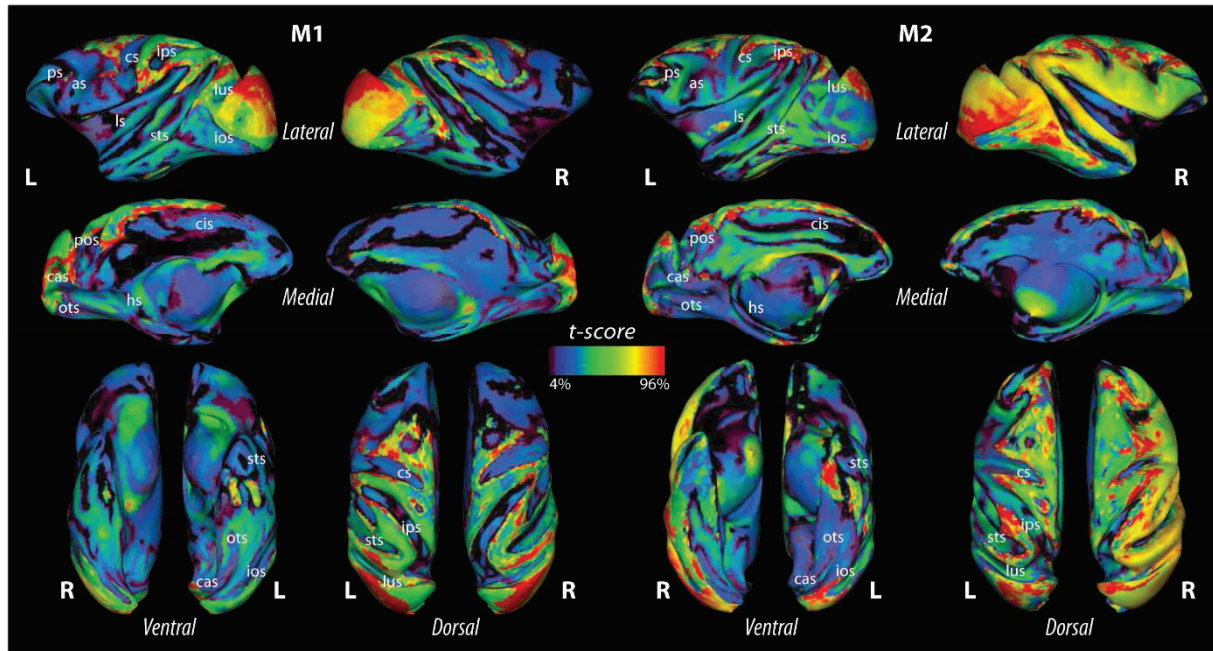 M1 M2
cs ips cs ips
ps as lus ps as lus
ls sts ios ls sts ios
Lateral Lateral
L R L R
cis cis
pos pos
cas cas
ots hs ots hs
Medial Medial
t-score
4% 96%
sts cs sts cs
ots sts ips ots sts ips
cas ios lus cas ios lus
R L L R R L L R
Ventral Dorsal Ventral Dorsal